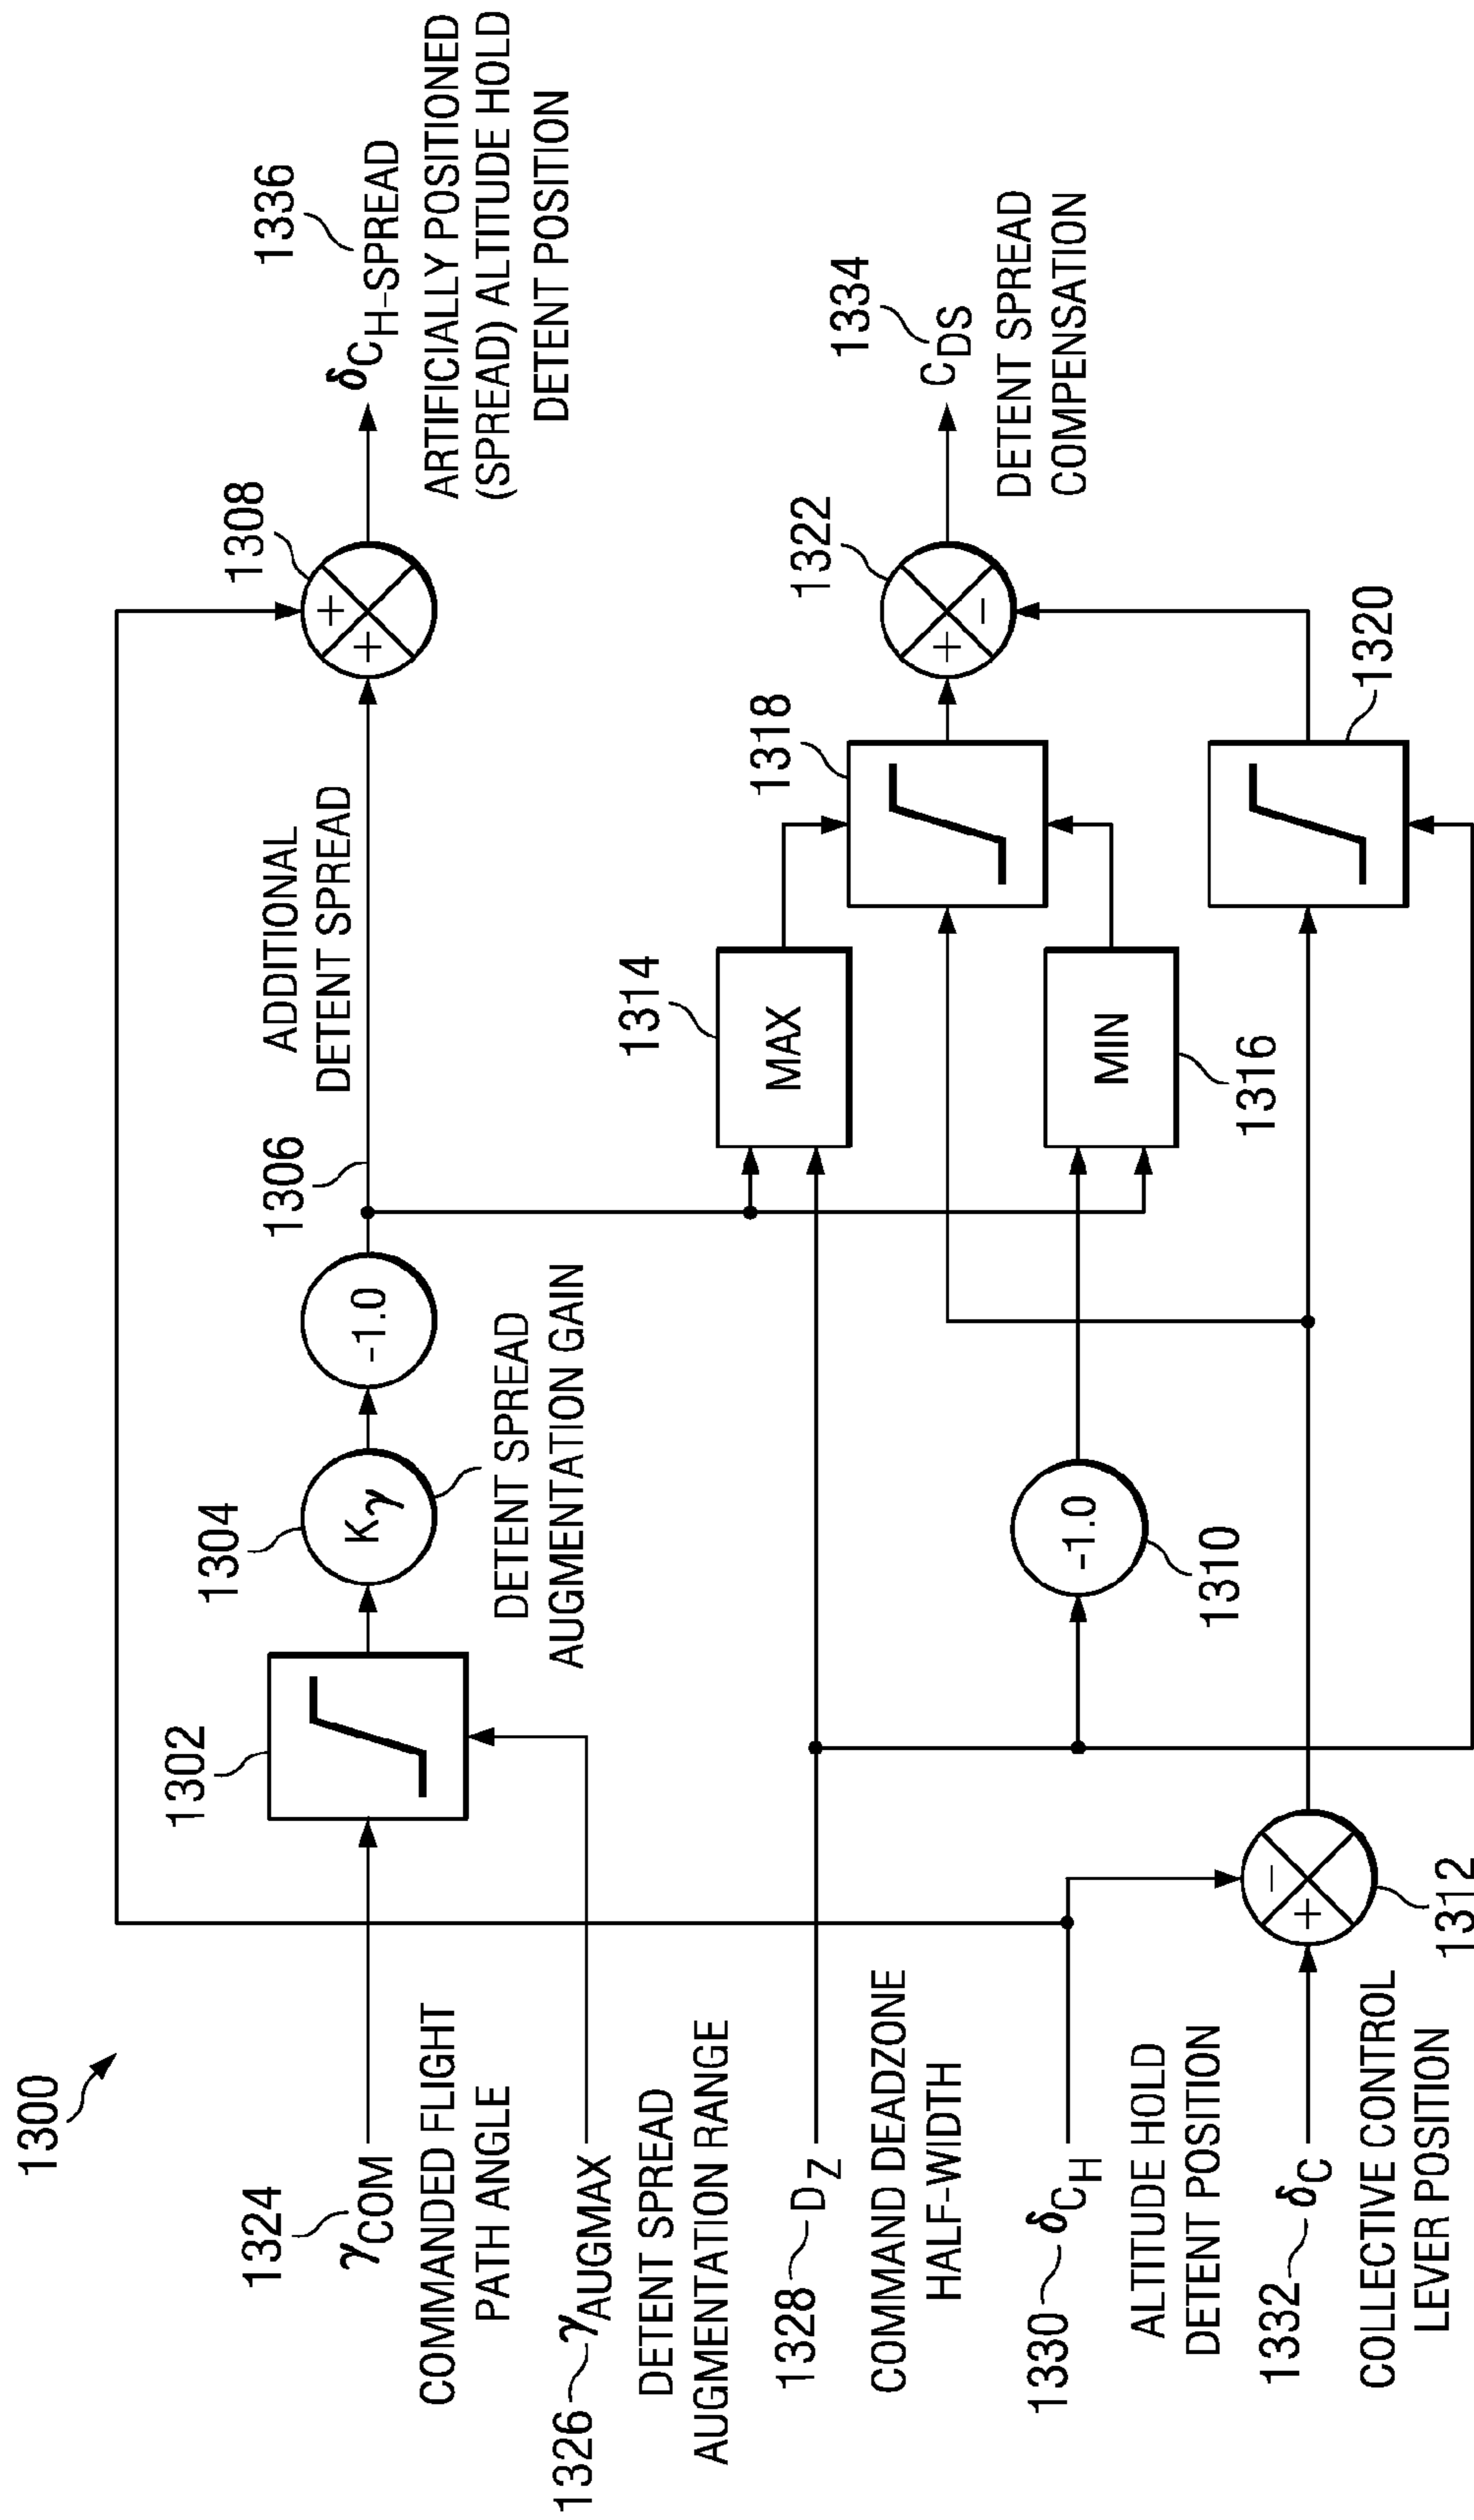 1300
1324
γCOM
COMMANDED FLIGHT
PATH ANGLE
1326
γAUGMAX
DETENT SPREAD
AUGMENTATION RANGE
1328
DZ
COMMAND DEADZONE
HALF-WIDTH
1330
δCH
ALTITUDE HOLD
DETENT POSITION
1332
δC
COLLECTIVE CONTROL
LEVER POSITION
1302
1304
Kγ
DETENT SPREAD
AUGMENTATION GAIN
-1.0
1306
ADDITIONAL
DETENT SPREAD
1308
+
+
δCH-SPREAD
1336
ARTIFICIALLY POSITIONED
(SPREAD) ALTITUDE HOLD
DETENT POSITION
1310
-1.0
1312
-
+
1314
MAX
MIN
1316
1318
1320
1322
+
-
CDS
1334
DETENT SPREAD
COMPENSATION